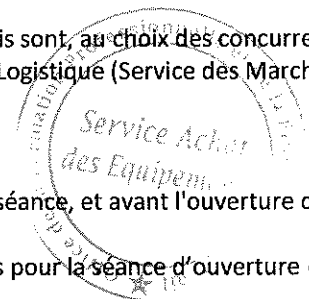 is sont, au choix des concurre
Logistique (Service des March
Service Achat
des Equipem
séance, et avant l'ouverture d
s pour la séance d'ouverture